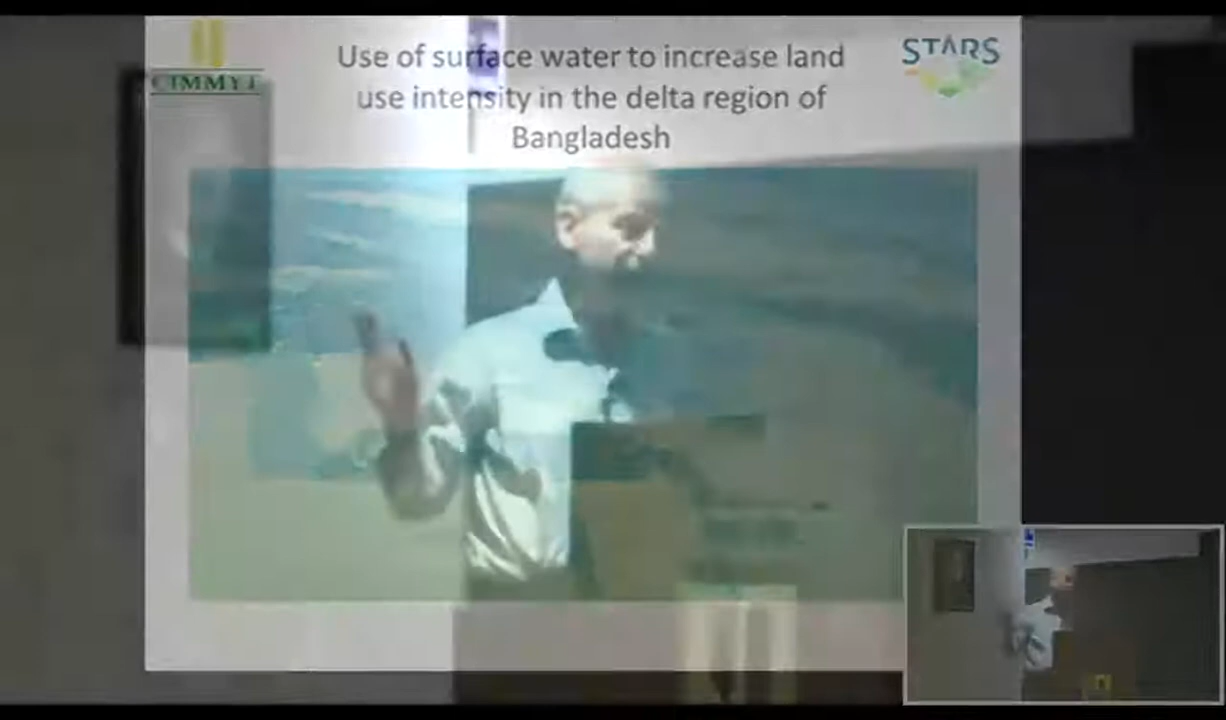 CIMMYT
STARS
Use of surface water to increase land
use intensity in the delta region of
Bangladesh